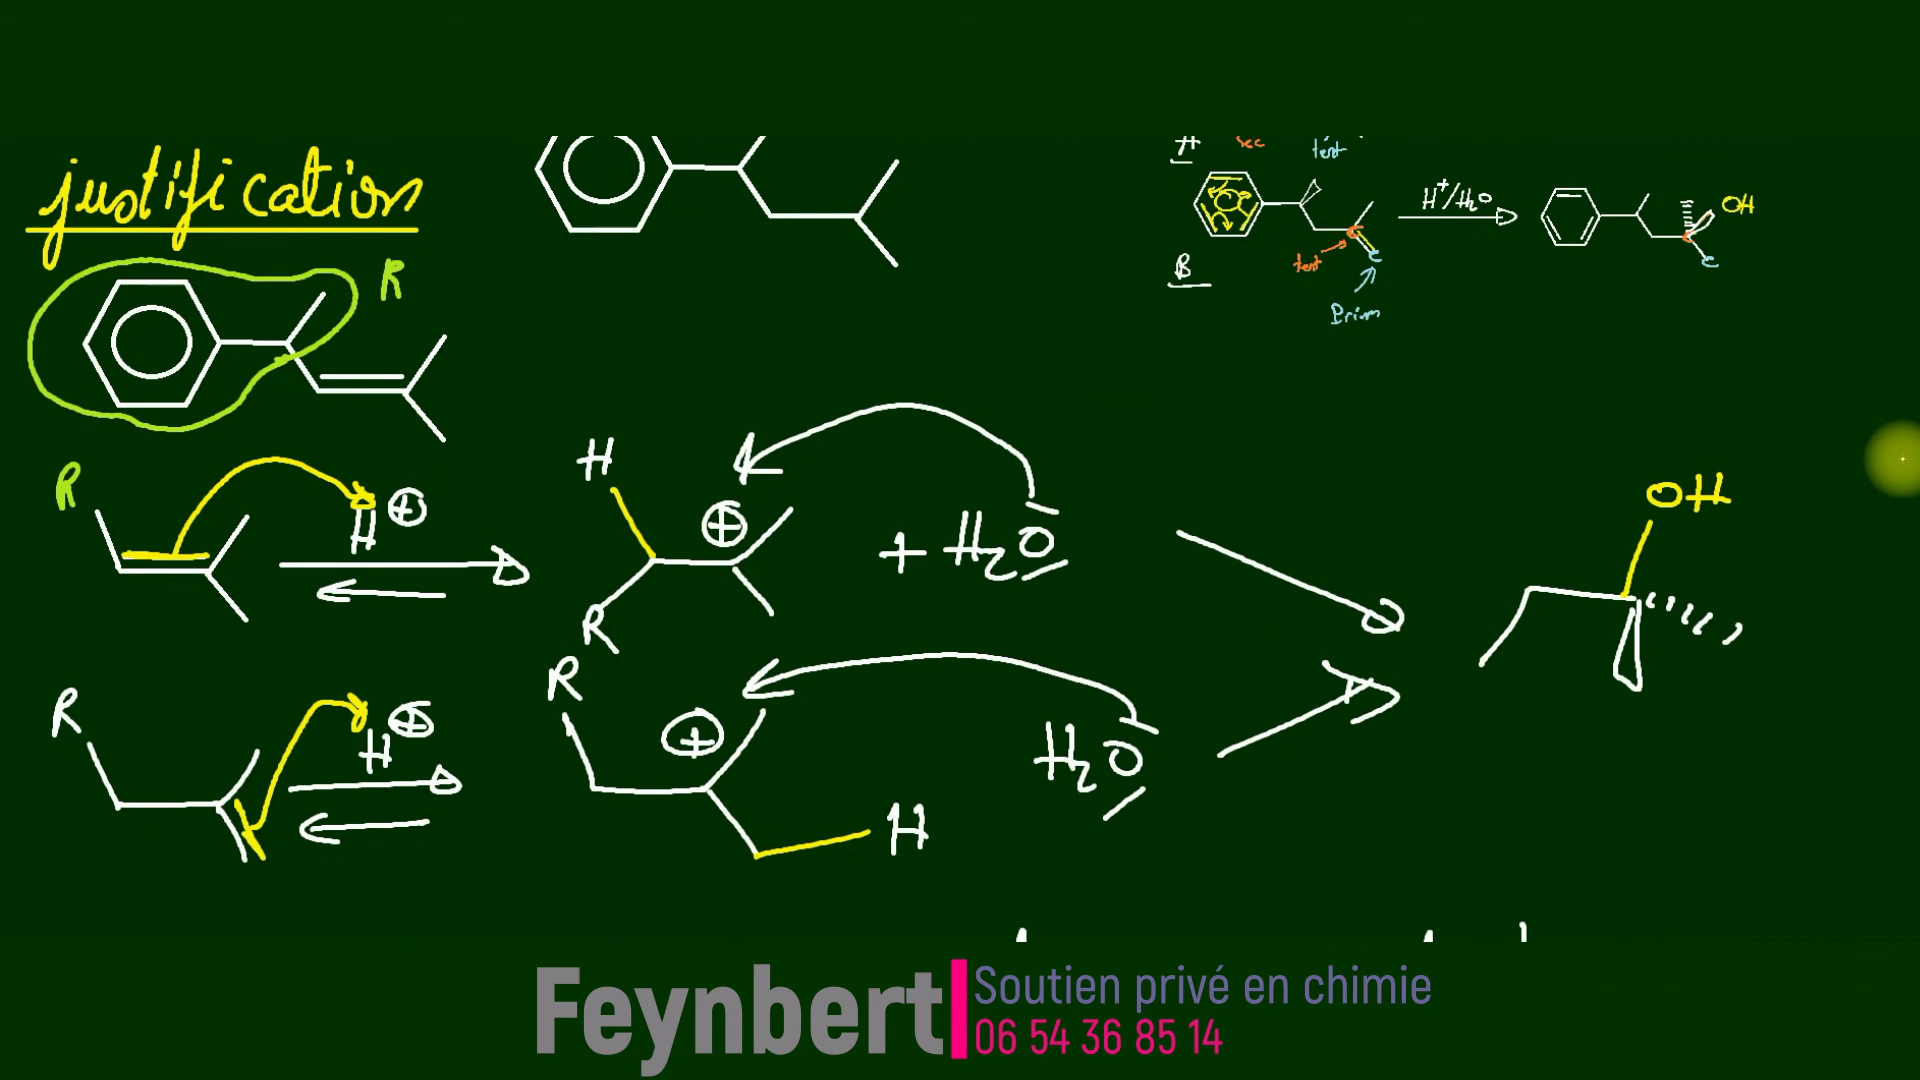 justification
R
R
H⊕
H
⊕
+ H₂O
R
OH
R
H⊕
R
⊕
H₂O
H
A
sec
tert
H⁺/H₂O
OH
tert
B
Prim
Feynbert
Soutien privé en chimie
06 54 36 85 14